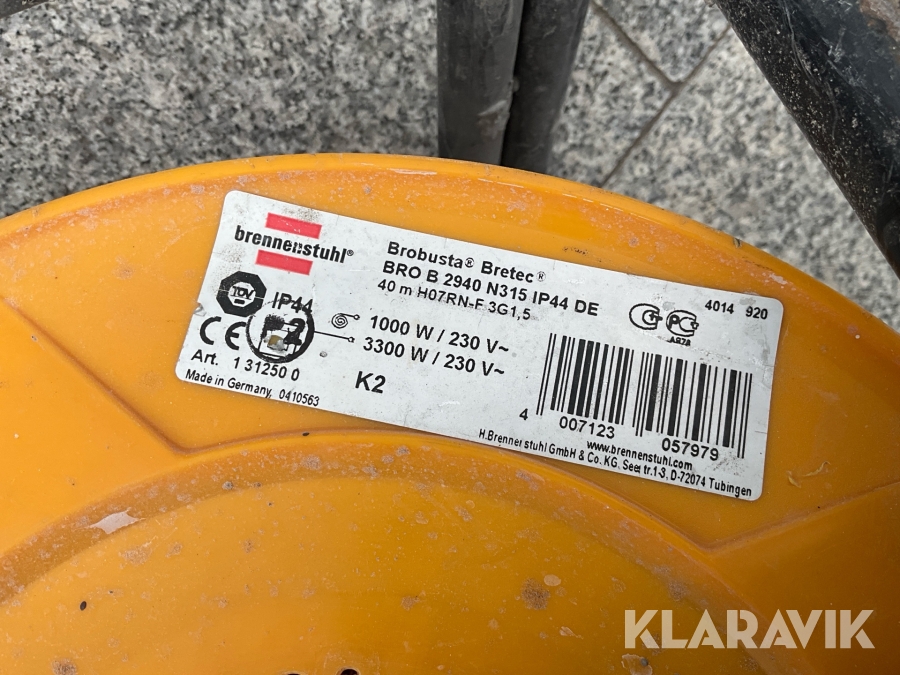 brennenstuhl®
Brobusta® Bretec®
BRO B 2940 N315 IP44 DE
40 m H07RN-F 3G1,5
4014 920
TÜV
IP44
CE
1000 W / 230 V~
3300 W / 230 V~
Art. 1 31250 0
K2
Made in Germany, 0410563
4 007123 057979
www.brennenstuhl.com
H.Brennenstuhl GmbH & Co. KG. Seestr.1-3, D-72074 Tubingen
KLARAVIK